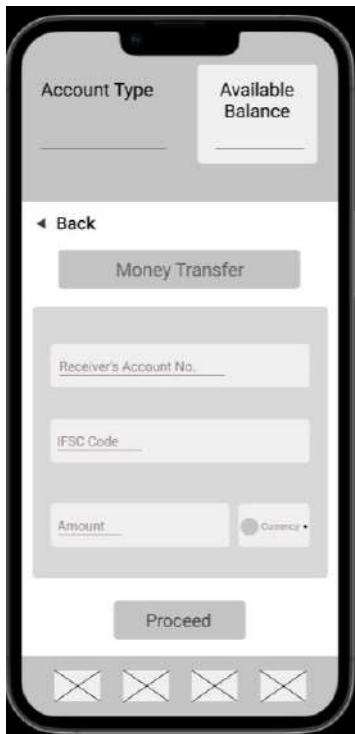 Account Type
Available
Balance
Back
Money Transfer
Receiver's Account No.
IFSC Code
Amount
Currency
Proceed